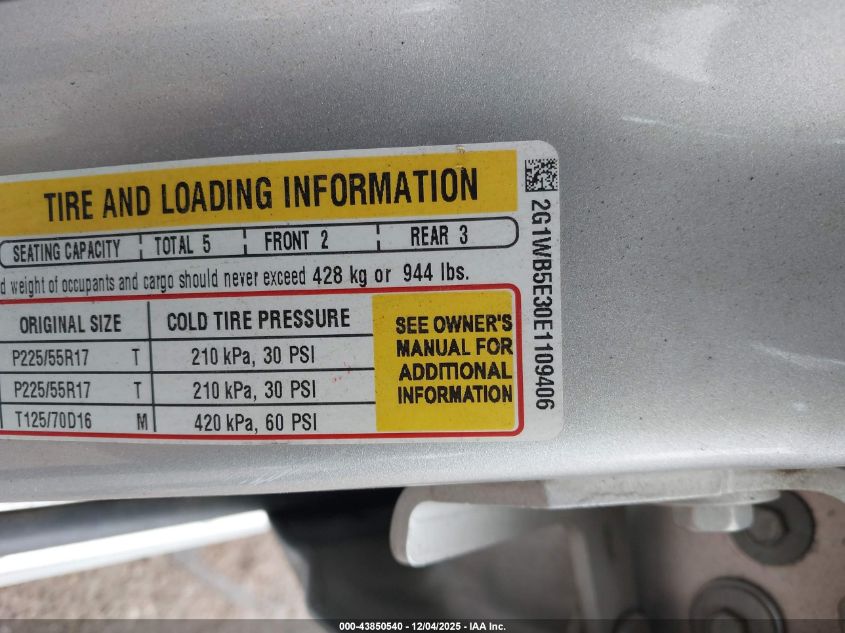 TIRE AND LOADING INFORMATION
SEATING CAPACITY TOTAL 5 FRONT 2 REAR 3
weight of occupants and cargo should never exceed 428 kg or 944 lbs.
ORIGINAL SIZE COLD TIRE PRESSURE
P225/55R17 T 210 kPa, 30 PSI
P225/55R17 T 210 kPa, 30 PSI
T125/70D16 M 420 kPa, 60 PSI
SEE OWNER'S
MANUAL FOR
ADDITIONAL
INFORMATION
2G1WB5E30E1109406
000-43850540 - 12/04/2025 - IAA Inc.